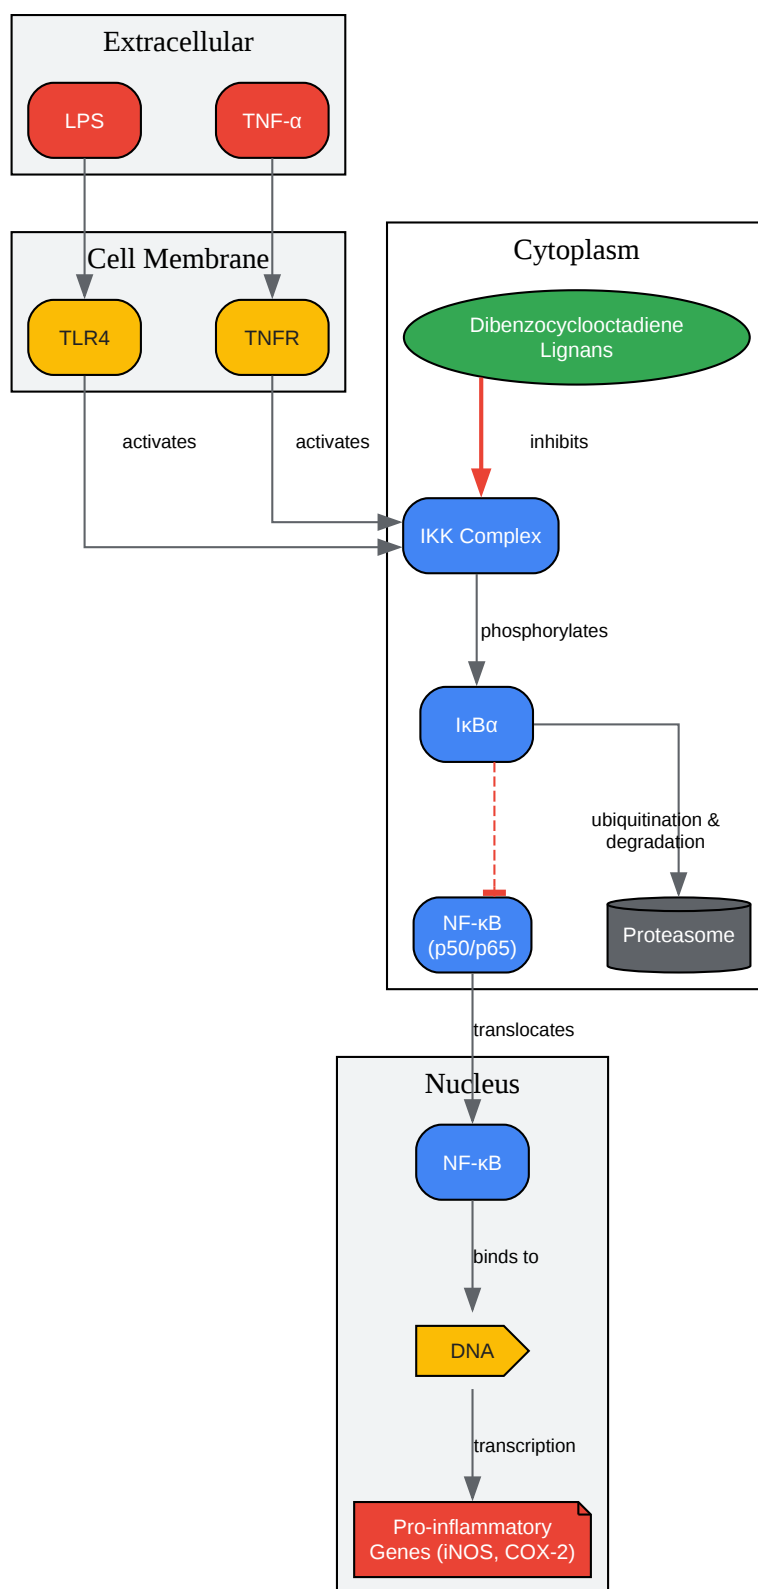 Extracellular
LPS
TNF-α
Cell Membrane
TLR4
TNFR
activates
activates
Cytoplasm
Dibenzocyclooctadiene
Lignans
inhibits
IKK Complex
phosphorylates
IκBα
ubiquitination &
degradation
NF-κB
(p50/p65)
Proteasome
translocates
Nucleus
NF-κB
binds to
DNA
transcription
Pro-inflammatory
Genes (iNOS, COX-2)